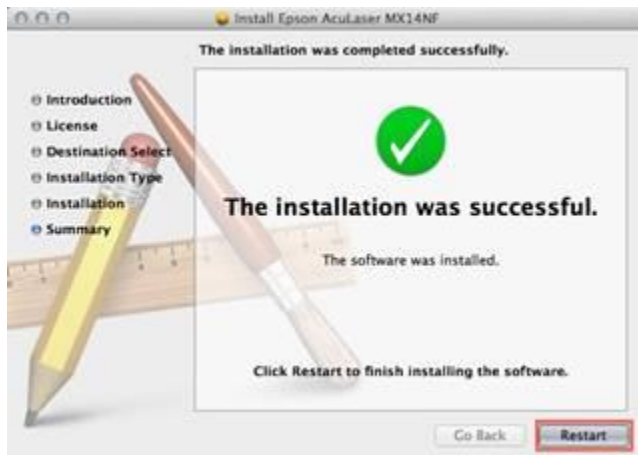 Install Epson AcuLaser MX14NF
The installation was completed successfully.
Introduction
License
Destination Select
Installation Type
Installation
Summary
The installation was successful.
The software was installed.
Click Restart to finish installing the software.
Go Back
Restart